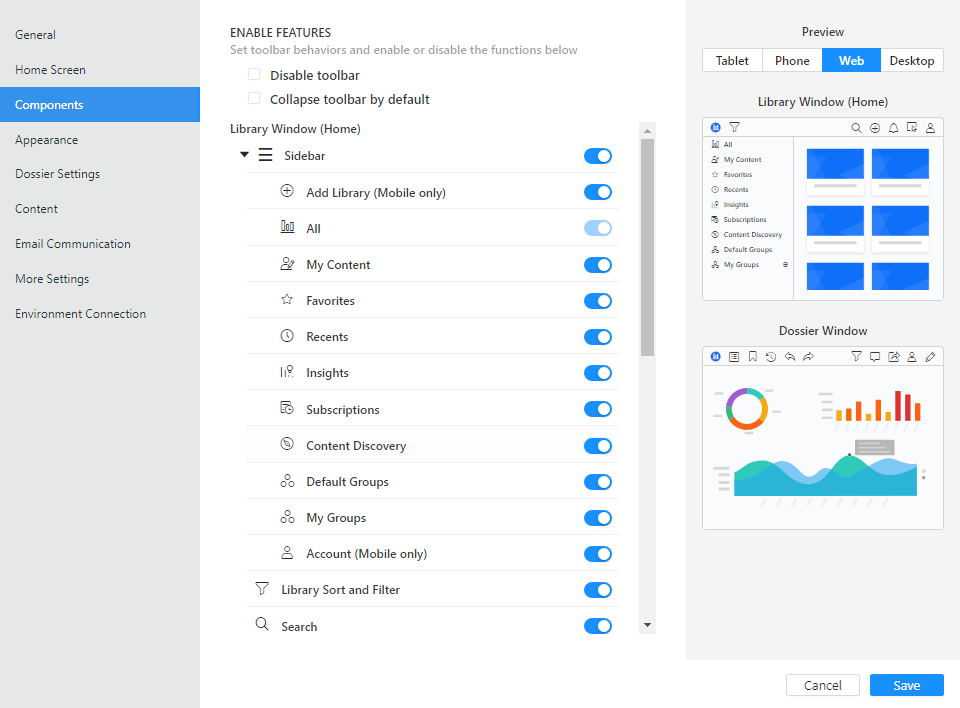 General
Home Screen
Components
Appearance
Dossier Settings
Content
Email Communication
More Settings
Environment Connection
ENABLE FEATURES
Set toolbar behaviors and enable or disable the functions below
Disable toolbar
Collapse toolbar by default
Library Window (Home)
Sidebar
Add Library (Mobile only)
All
My Content
Favorites
Recents
Insights
Subscriptions
Content Discovery
Default Groups
My Groups
Account (Mobile only)
Library Sort and Filter
Search
Preview
Tablet Phone Web Desktop
Library Window (Home)
All
My Content
Favorites
Recents
Insights
Subscriptions
Content Discovery
Default Groups
My Groups
Dossier Window
Cancel Save